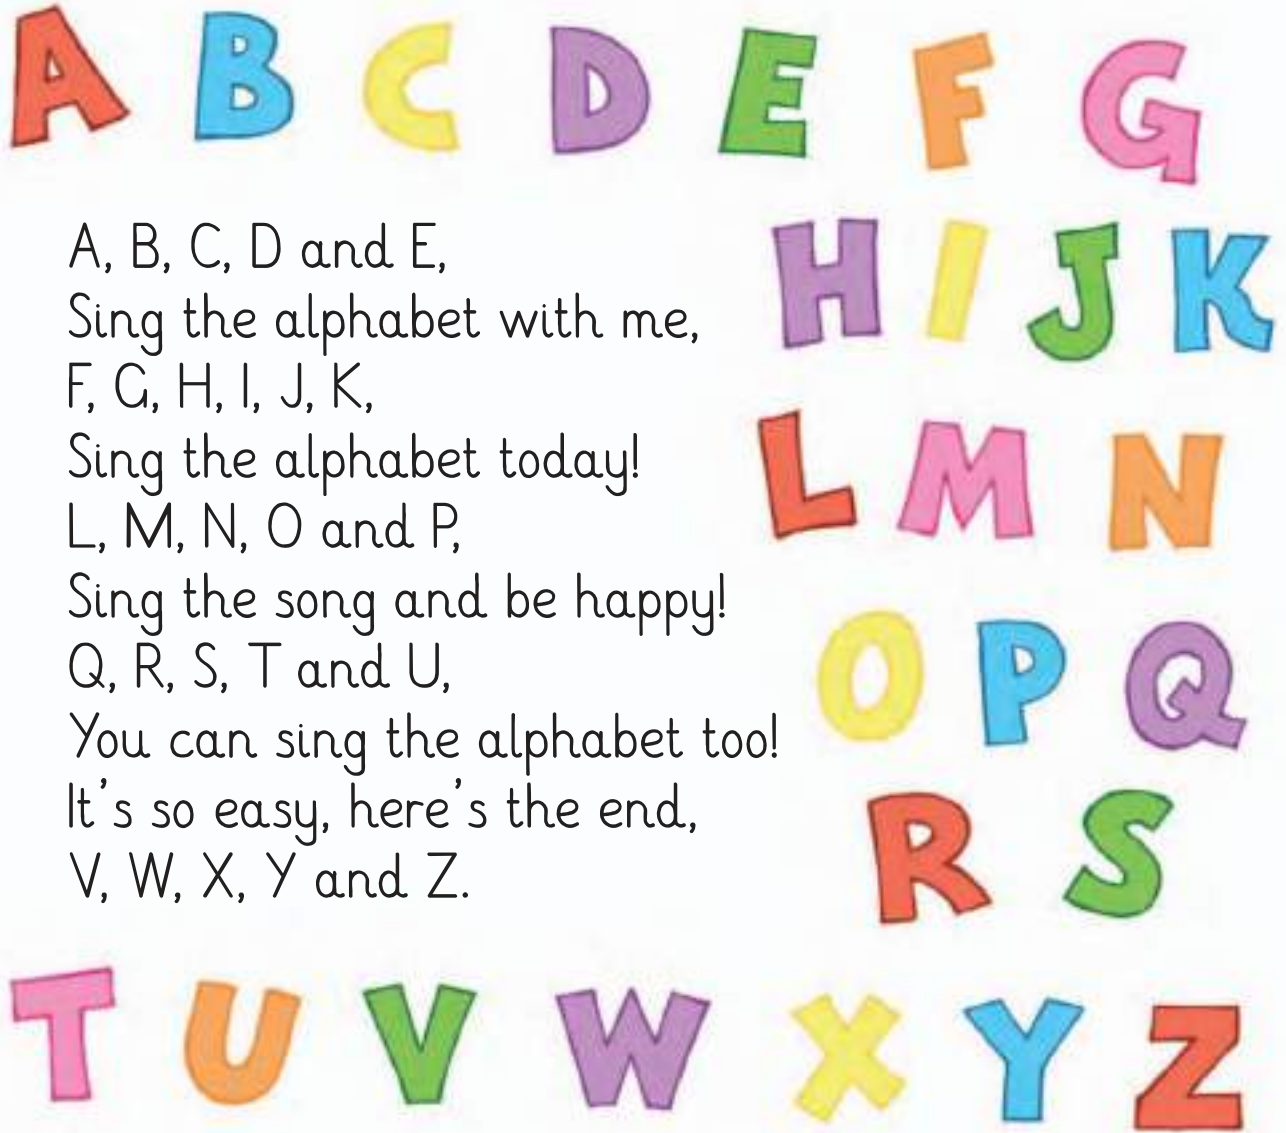 A B C D E F G
H I J K
L M N
O P Q
R S
T U V W X Y Z
A, B, C, D and E,
Sing the alphabet with me,
F, G, H, I, J, K,
Sing the alphabet today!
L, M, N, O and P,
Sing the song and be happy!
Q, R, S, T and U,
You can sing the alphabet too!
It's so easy, here's the end,
V, W, X, Y and Z.